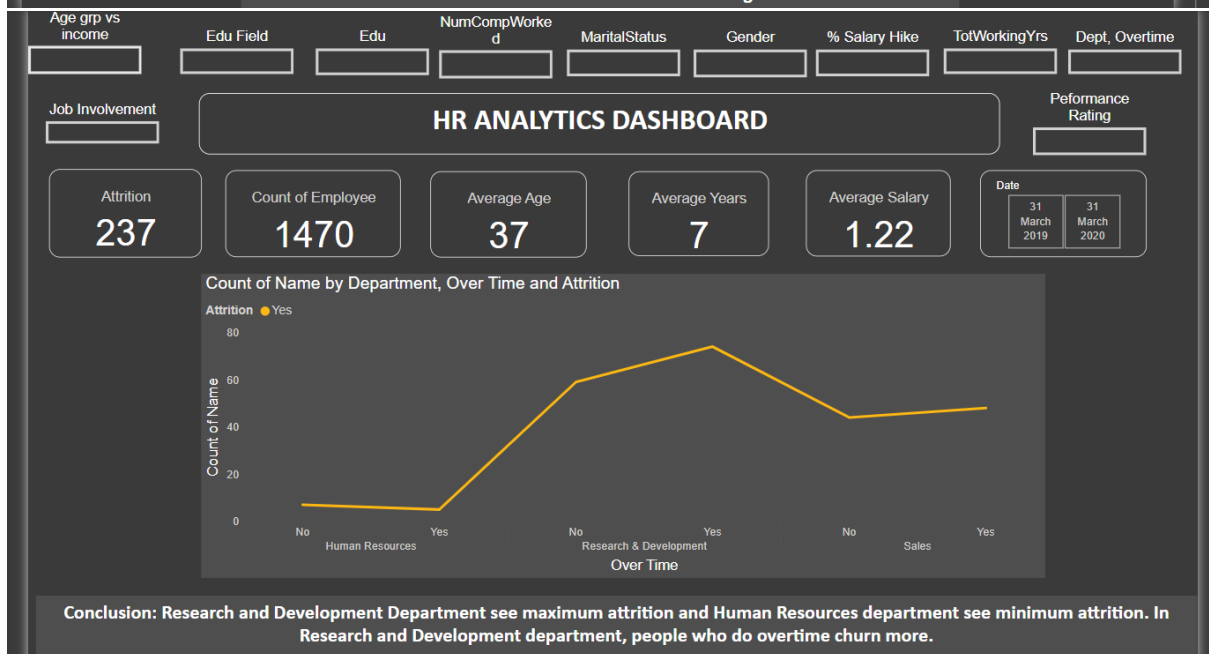 Age grp vs
income
Edu Field
Edu
NumCompWorke
d
MaritalStatus
Gender
% Salary Hike
TotWorkingYrs
Dept, Overtime
Job Involvement
HR ANALYTICS DASHBOARD
Peformance
Rating
Attrition
237
Count of Employee
1470
Average Age
37
Average Years
7
Average Salary
1.22
Date
31
March
2019
31
March
2020
Count of Name by Department, Over Time and Attrition
Attrition Yes
80
60
40
20
0
Count of Name
No
Yes
No
Yes
No
Yes
Human Resources
Research & Development
Sales
Over Time
Conclusion: Research and Development Department see maximum attrition and Human Resources department see minimum attrition. In
Research and Development department, people who do overtime churn more.